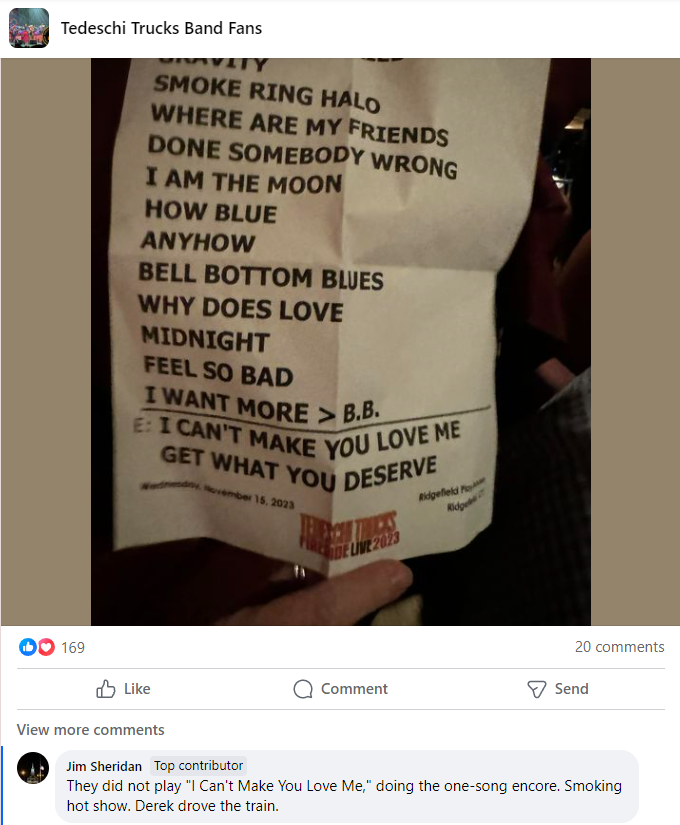 Tedeschi Trucks Band Fans
GRAVITY
SMOKE RING HALO
WHERE ARE MY FRIENDS
DONE SOMEBODY WRONG
I AM THE MOON
HOW BLUE
ANYHOW
BELL BOTTOM BLUES
WHY DOES LOVE
MIDNIGHT
FEEL SO BAD
I WANT MORE > B.B.
E: I CAN'T MAKE YOU LOVE ME
GET WHAT YOU DESERVE
Wednesday, November 15, 2023
Ridgefield
TEDESCHI TRUCKS
FIRESIDE LIVE 2023
169
20 comments
Like
Comment
Send
View more comments
Jim Sheridan Top contributor
They did not play "I Can't Make You Love Me," doing the one-song encore. Smoking
hot show. Derek drove the train.